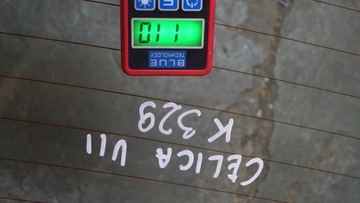 CELICA VII
K 329
BLUE
TECHNOLOGY
110